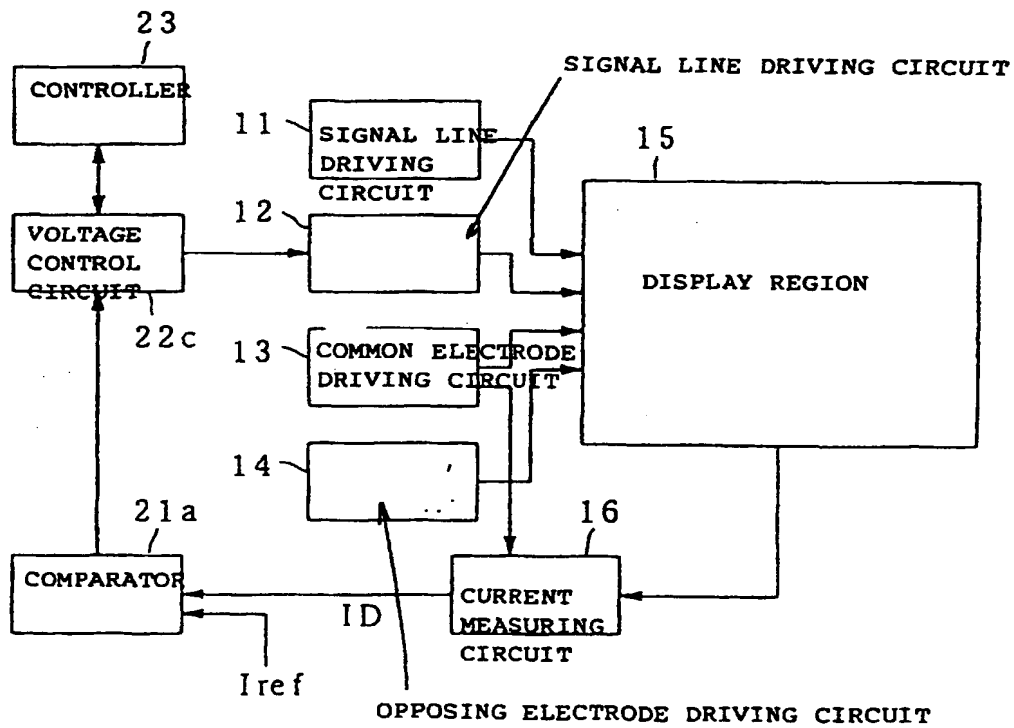 23
CONTROLLER
SIGNAL LINE DRIVING CIRCUIT
11
SIGNAL LINE
DRIVING
CIRCUIT
15
12
VOLTAGE
CONTROL
CIRCUIT
22c
DISPLAY REGION
13
COMMON ELECTRODE
DRIVING CIRCUIT
14
21a
16
COMPARATOR
ID
CURRENT
MEASURING
CIRCUIT
Iref
OPPOSING ELECTRODE DRIVING CIRCUIT